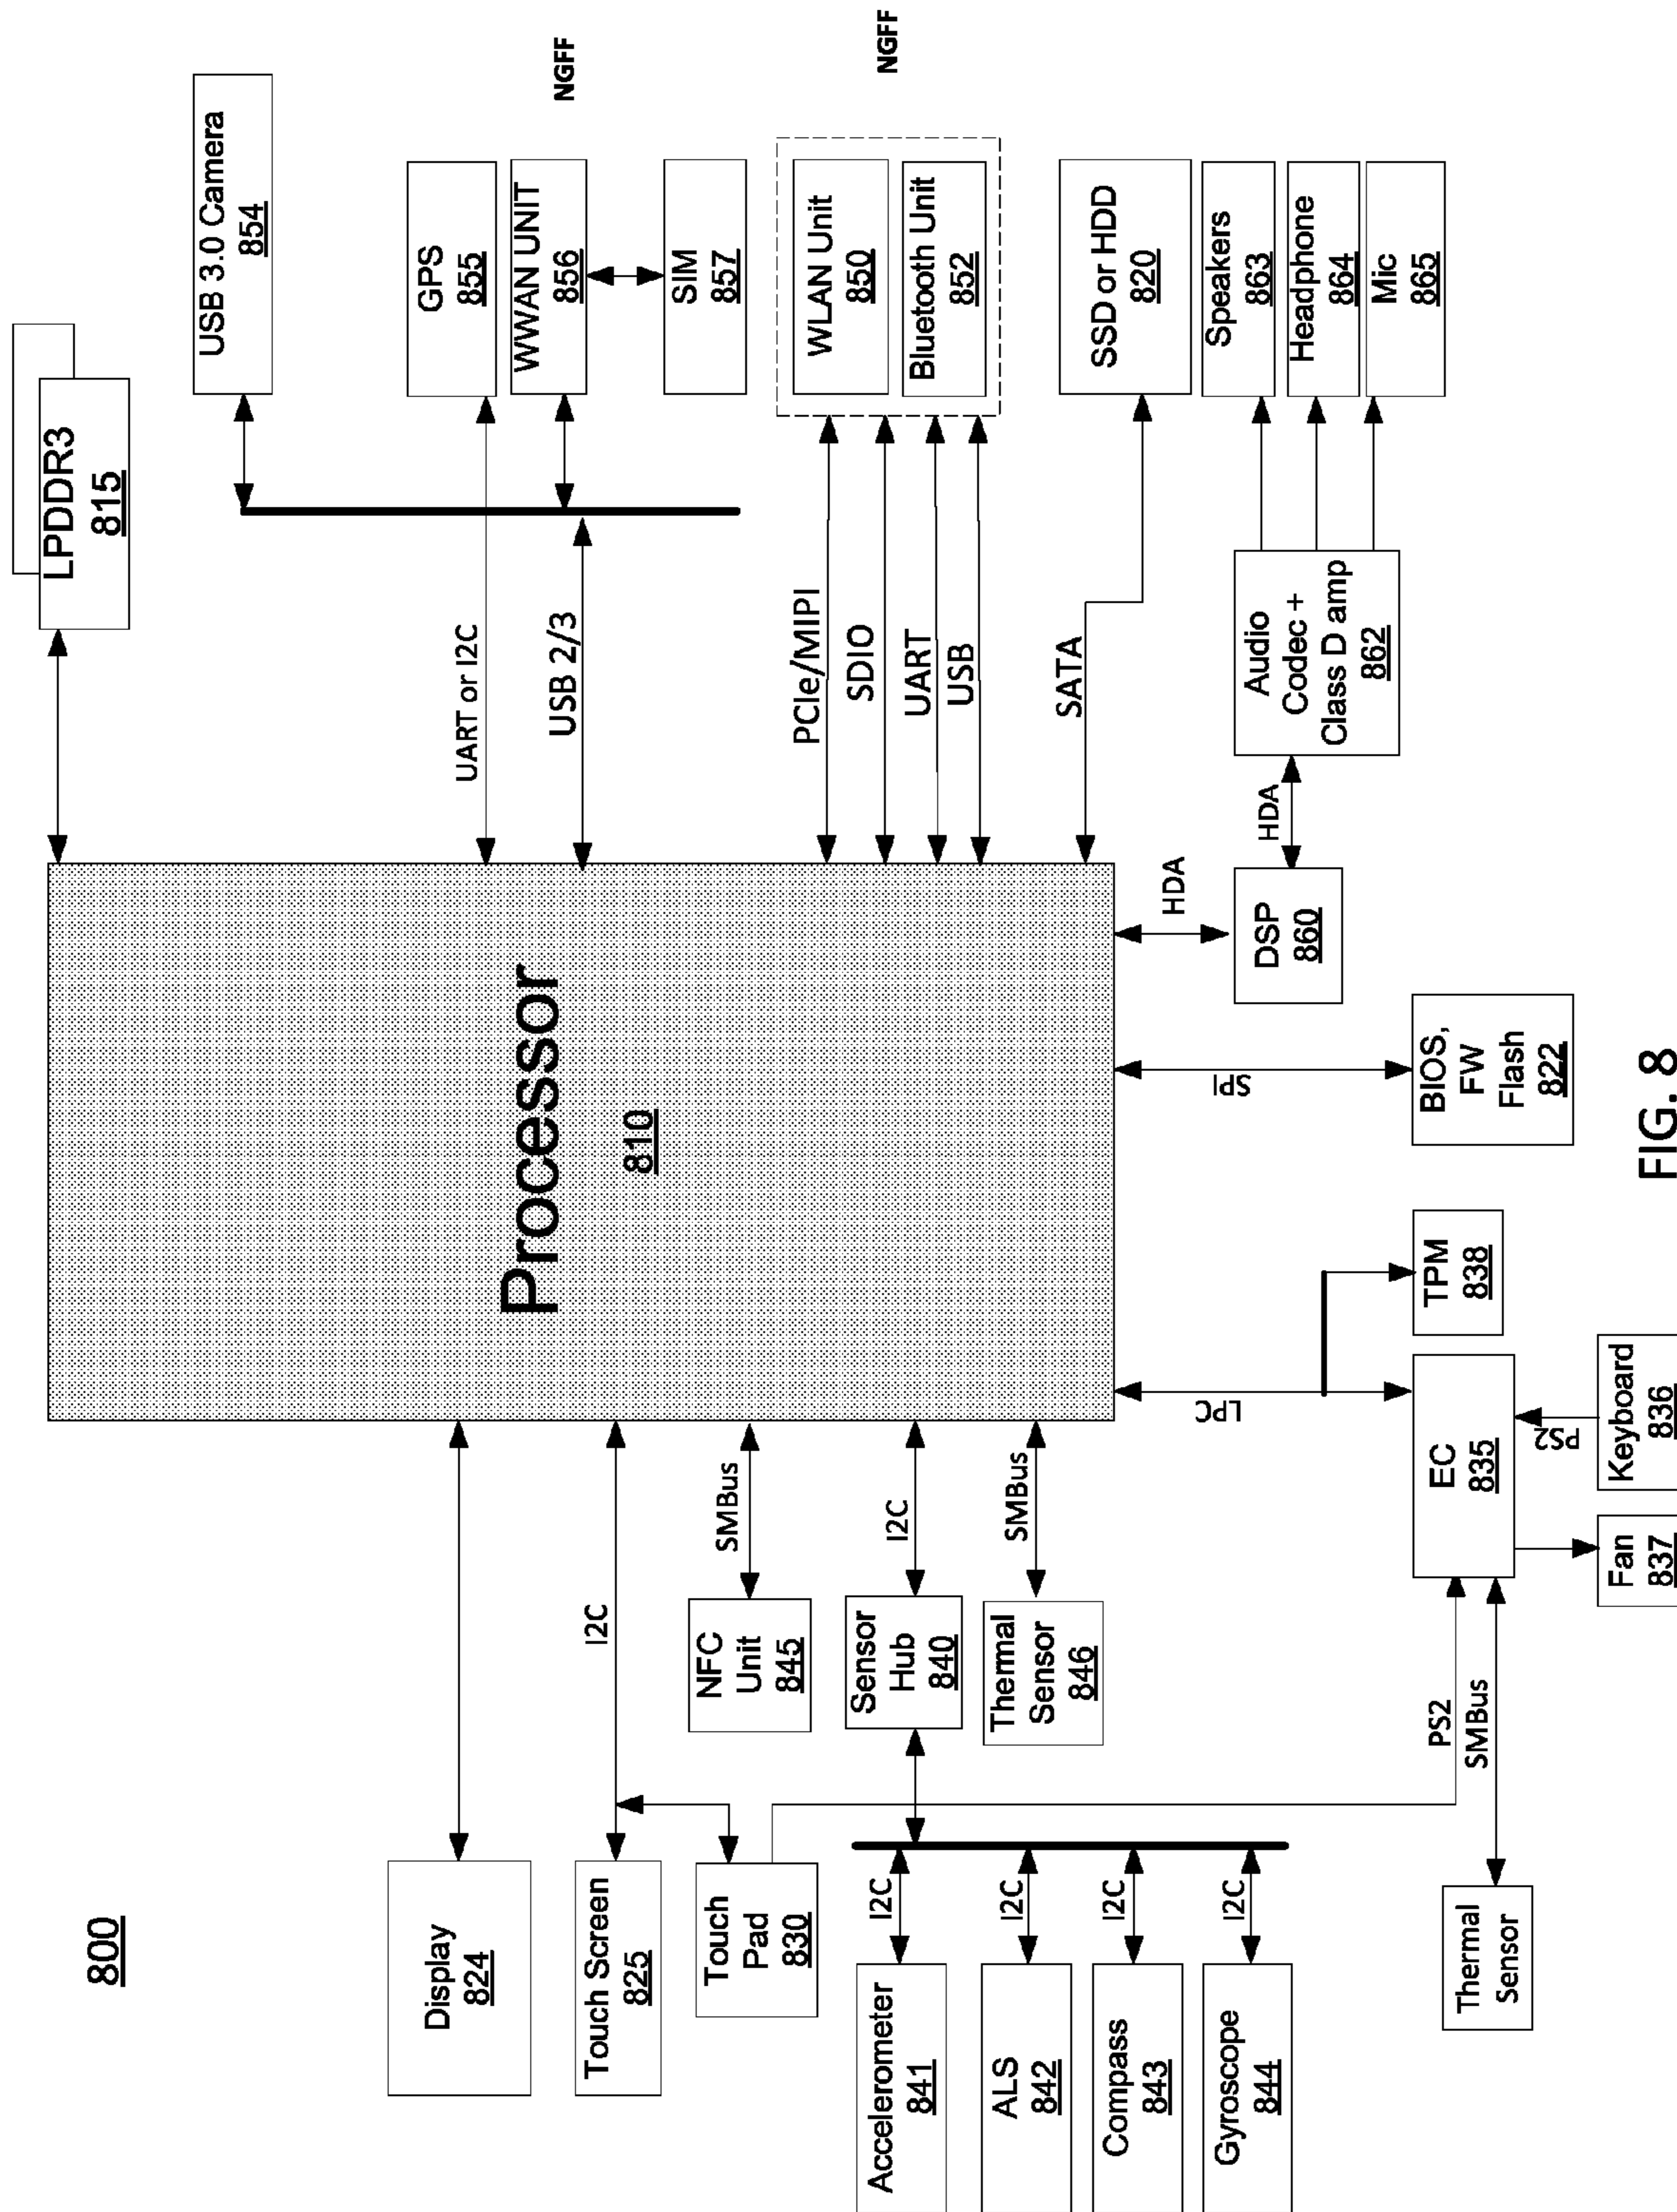 800
LPDDR3
815
USB 3.0 Camera
854
Display
824
GPS
855
NGFF
UART or I2C
WWAN UNIT
856
Touch Screen
825
I2C
Processor
810
USB 2/3
SIM
857
Touch
Pad
830
NFC
Unit
845
SMBus
PCIe/MIPI
WLAN Unit
850
NGFF
SDIO
UART
Bluetooth Unit
852
USB
Accelerometer
841
I2C
Sensor
Hub
840
I2C
ALS
842
I2C
Thermal
Sensor
846
SMBus
SATA
SSD or HDD
820
Compass
843
I2C
Gyroscope
844
I2C
LPC
SPI
HDA
DSP
860
HDA
Audio
Codec +
Class D amp
862
Speakers
863
Headphone
864
Mic
865
Thermal
Sensor
PS2
SMBus
EC
835
TPM
838
BIOS,
FW
Flash
822
PS2
Fan
837
Keyboard
836
FIG. 8